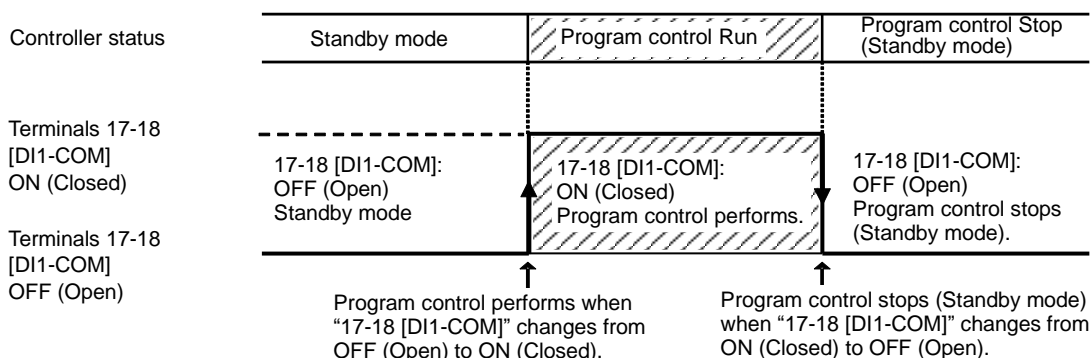 Controller status
Standby mode
Program control Run
Program control Stop
(Standby mode)
Terminals 17-18
[DI1-COM]
ON (Closed)
Terminals 17-18
[DI1-COM]
OFF (Open)
17-18 [DI1-COM]:
OFF (Open)
Standby mode
17-18 [DI1-COM]:
ON (Closed)
Program control performs.
17-18 [DI1-COM]:
OFF (Open)
Program control stops
(Standby mode).
Program control performs when
“17-18 [DI1-COM]” changes from
OFF (Open) to ON (Closed).
Program control stops (Standby mode)
when “17-18 [DI1-COM]” changes from
ON (Closed) to OFF (Open).